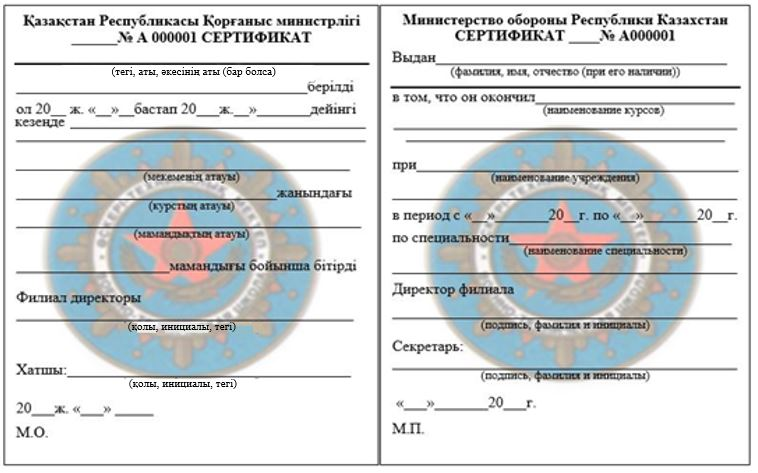 Қазақстан Республикасы Қорғаныс министрлігі
______№ А 000001 СЕРТИФИКАТ
(тегі, аты, әкесінің аты (бар болса)
берілді
ол 20__ ж. «__»__бастап 20___ж.__»________дейінгі
кезеңде
(мекеменің атауы)
жанындағы
(курстың атауы)
(мамандықтың атауы)
мамандығы бойынша бітірді
Филиал директоры
(қолы, инициалы, тегі)
Хатшы:
(қолы, инициалы, тегі)
20___ж. «___» _____
М.О.
Министерство обороны Республики Казахстан
СЕРТИФИКАТ ____№ А000001
Выдан
(фамилия, имя, отчество (при его наличии))
в том, что он окончил
(наименование курсов)
при
(наименование учреждения)
в период с «__»_______20__г. по «__»_______20__г.
по специальности
(наименование специальности)
Директор филиала
(подпись, фамилия и инициалы)
Секретарь:
(подпись, фамилия и инициалы)
«___»_______20___г.
М.П.